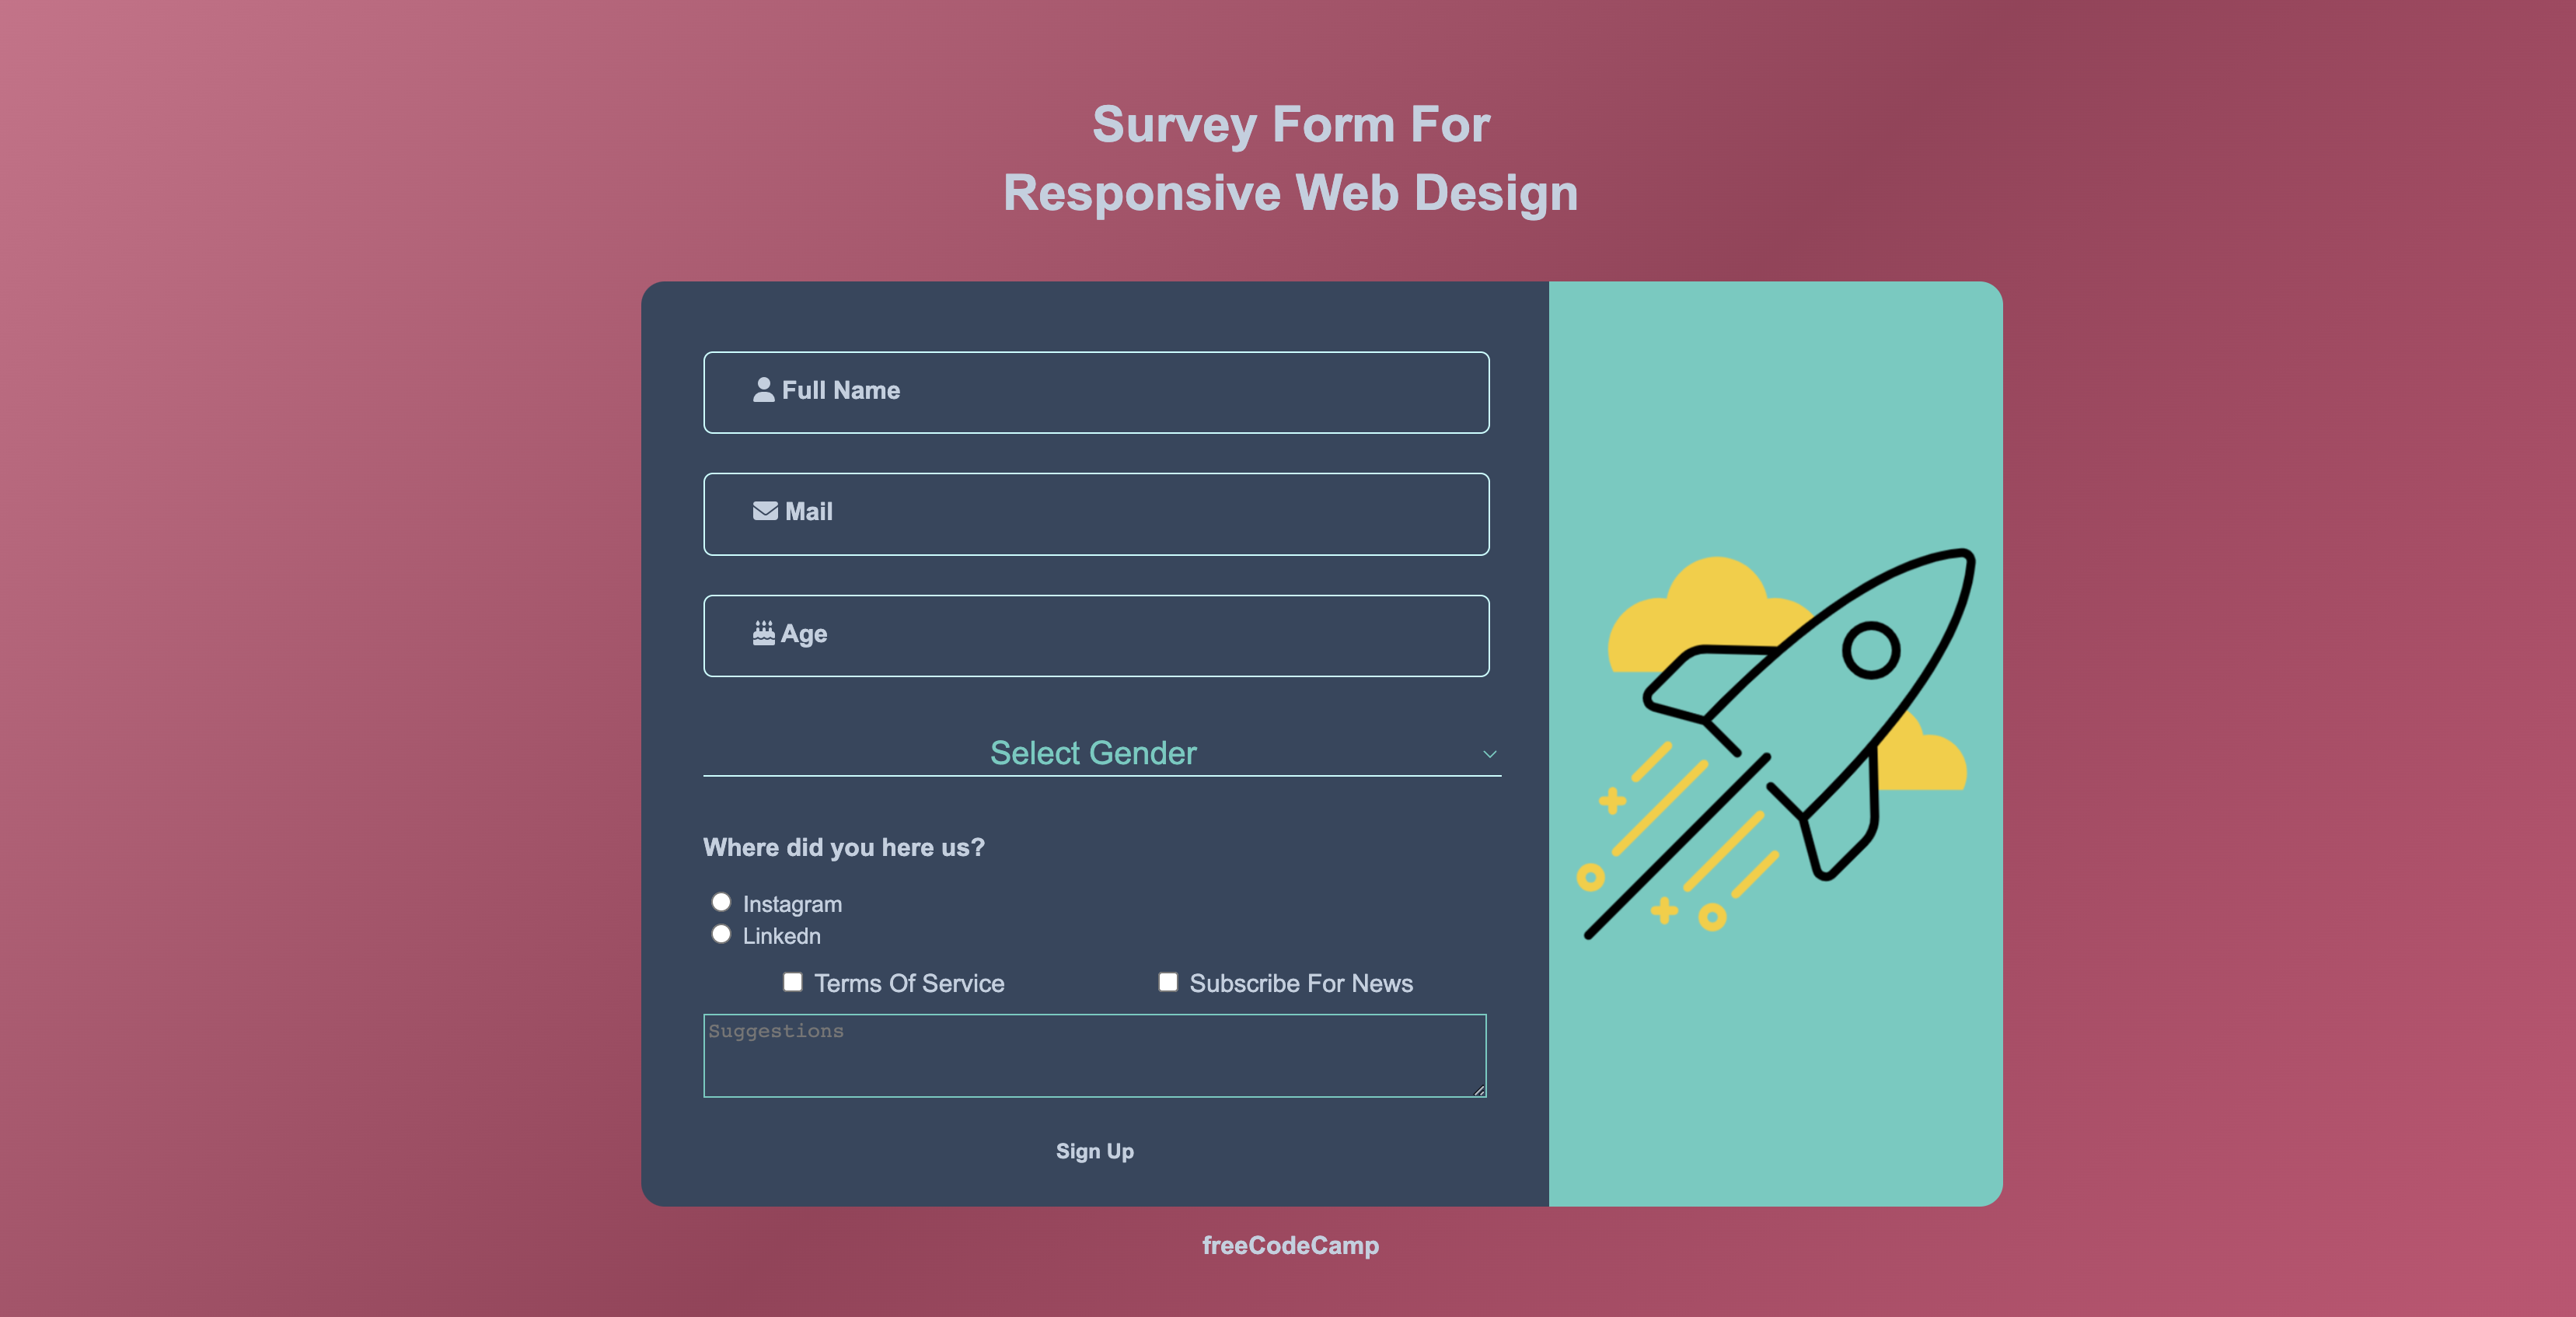 Survey Form For
Responsive Web Design
Full Name
Mail
Age
Select Gender
Where did you here us?
Instagram
Linkedn
Terms Of Service Subscribe For News
Suggestions
Sign Up
freeCodeCamp